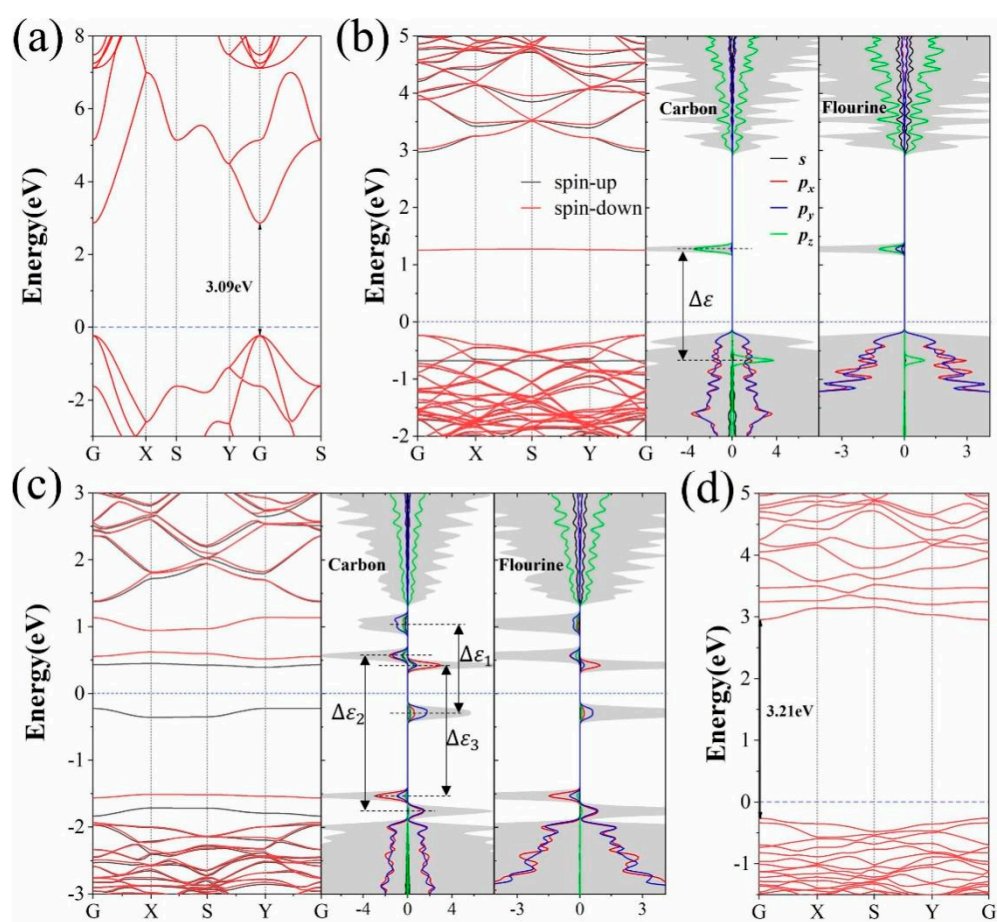 (a)
Energy(eV)
8
6
4
2
0
-2
3.09eV
G X S Y G S
(b)
Energy(eV)
5
4
3
2
1
0
-1
-2
spin-up
spin-down
G X S Y G
Carbon
Δε
-4 0 4
Flourine
s
px
py
pz
-3 0 3
(c)
Energy(eV)
3
2
1
0
-1
-2
-3
G X S Y G
Carbon
Δε1
Δε2
Δε3
-4 0 4
Flourine
-3 0 3
(d)
Energy(eV)
5
4
3
2
1
0
-1
3.21eV
G X S Y G